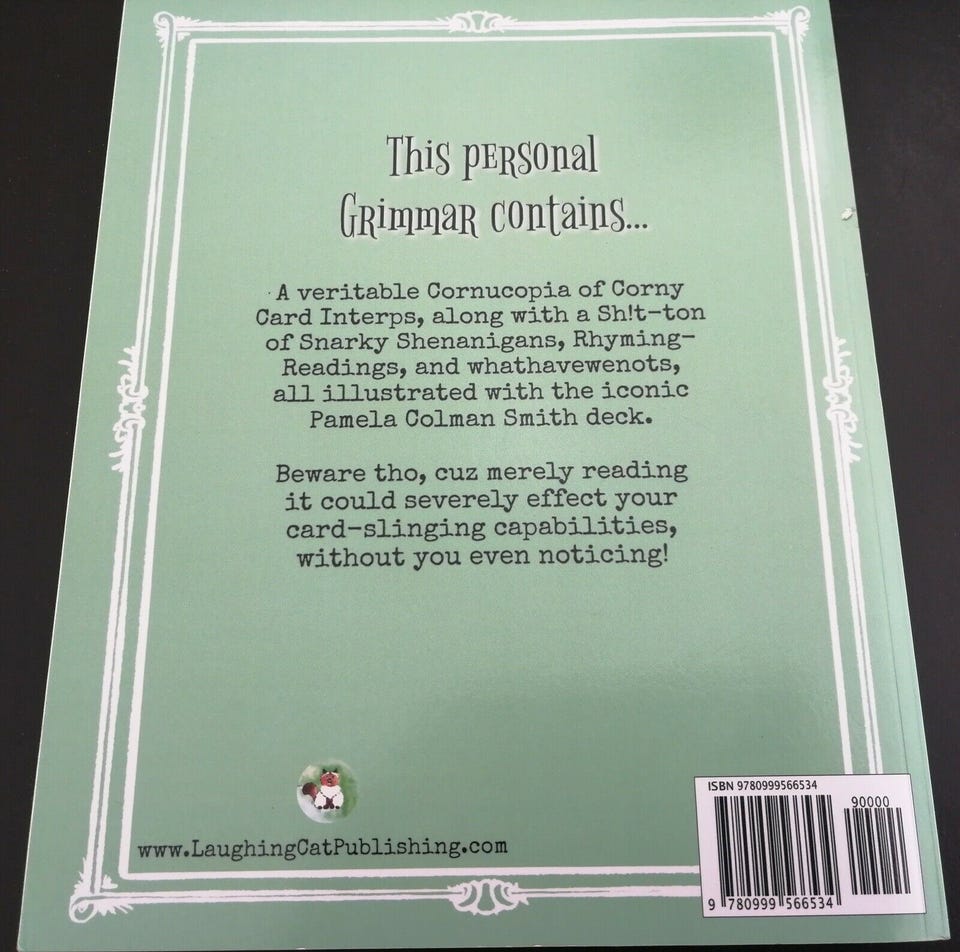 This personal
Grimmar contains...
A veritable Cornucopia of Corny
Card Interps, along with a Sh!t-ton
of Snarky Shenanigans, Rhyming-
Readings, and whathavewenots,
all illustrated with the iconic
Pamela Colman Smith deck.
Beware tho, cuz merely reading
it could severely effect your
card-slinging capabilities,
without you even noticing!
www.LaughingCatPublishing.com
ISBN 9780999566534
90000
9 780999 566534